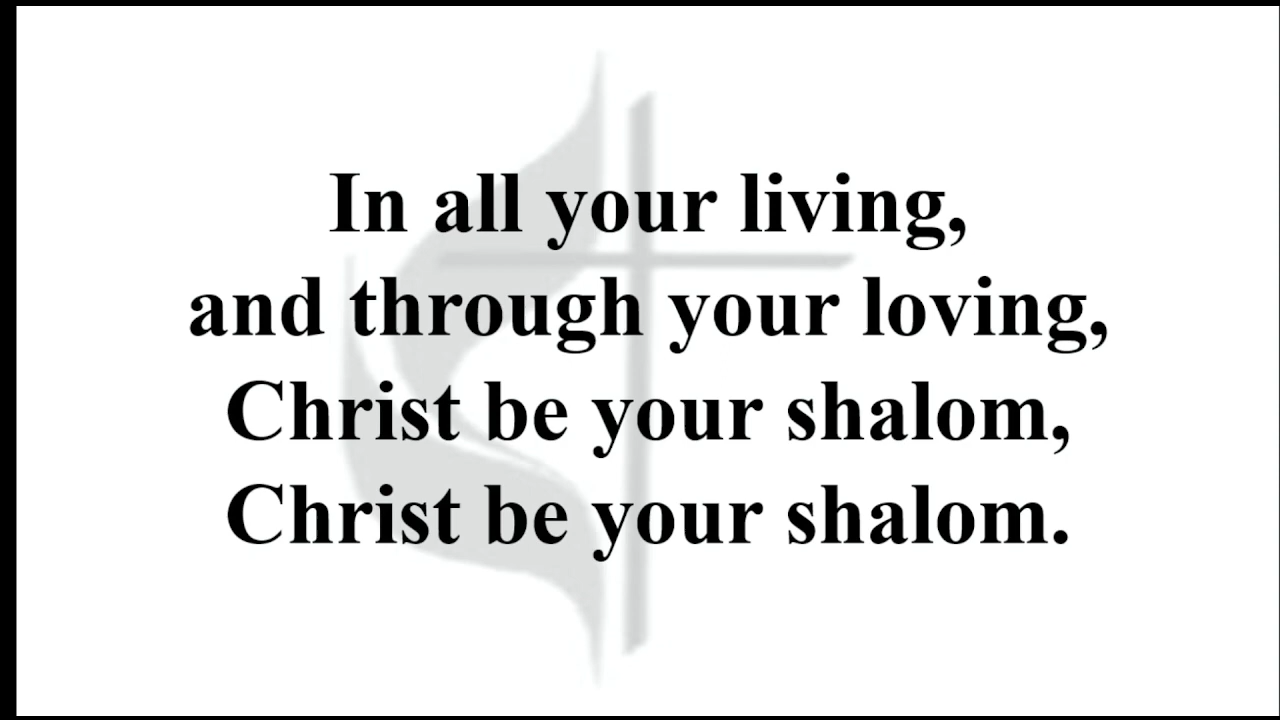 In all your living,
and through your loving,
Christ be your shalom,
Christ be your shalom.